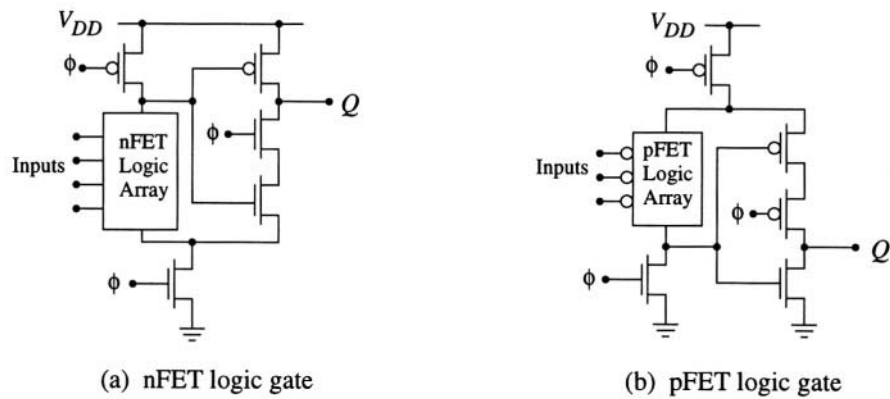 V_DD
ϕ
Q
nFET
Logic
Array
Inputs
ϕ
ϕ
(a) nFET logic gate
V_DD
ϕ
pFET
Logic
Array
Inputs
ϕ
Q
ϕ
(b) pFET logic gate